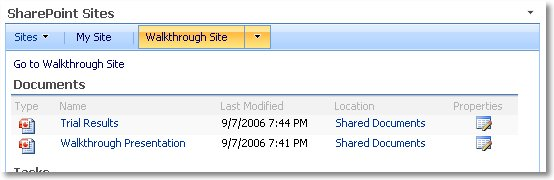 SharePoint Sites
Sites My Site Walkthrough Site
Go to Walkthrough Site
Documents
Type Name Last Modified Location Properties
Trial Results 9/7/2006 7:44 PM Shared Documents
Walkthrough Presentation 9/7/2006 7:41 PM Shared Documents
Tasks